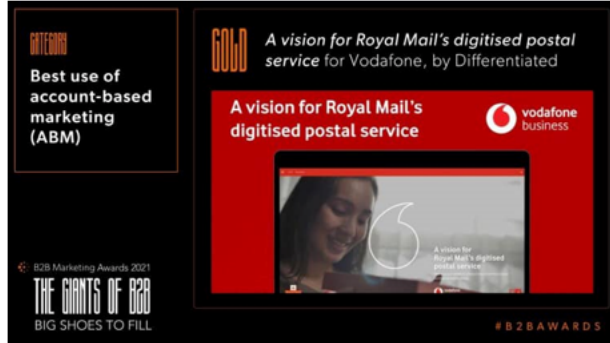 CATEGORY
Best use of
account-based
marketing
(ABM)
GOLD
A vision for Royal Mail's digitised postal
service for Vodafone, by Differentiated
A vision for Royal Mail's
digitised postal service
vodafone
business
A vision for
Royal Mail's digitised
postal service
B2B Marketing Awards 2021
THE GIANTS OF B2B
BIG SHOES TO FILL
#B2BAWARDS